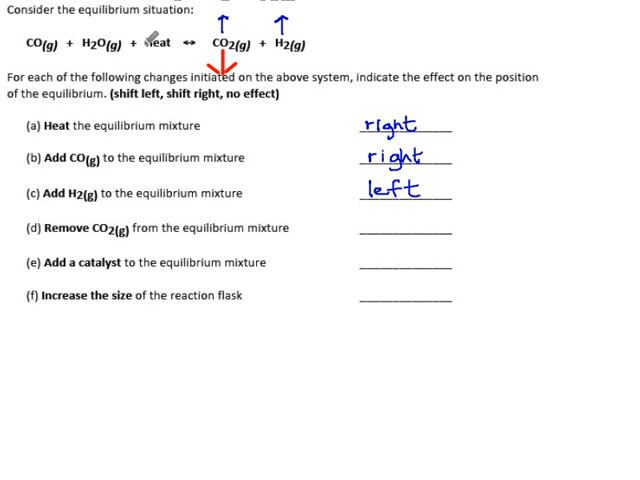 Consider the equilibrium situation:
CO(g) + H2O(g) + heat ↔ CO2(g) + H2(g)
For each of the following changes initiated on the above system, indicate the effect on the position
of the equilibrium. (shift left, shift right, no effect)
(a) Heat the equilibrium mixture right
(b) Add CO(g) to the equilibrium mixture right
(c) Add H2(g) to the equilibrium mixture left
(d) Remove CO2(g) from the equilibrium mixture
(e) Add a catalyst to the equilibrium mixture
(f) Increase the size of the reaction flask